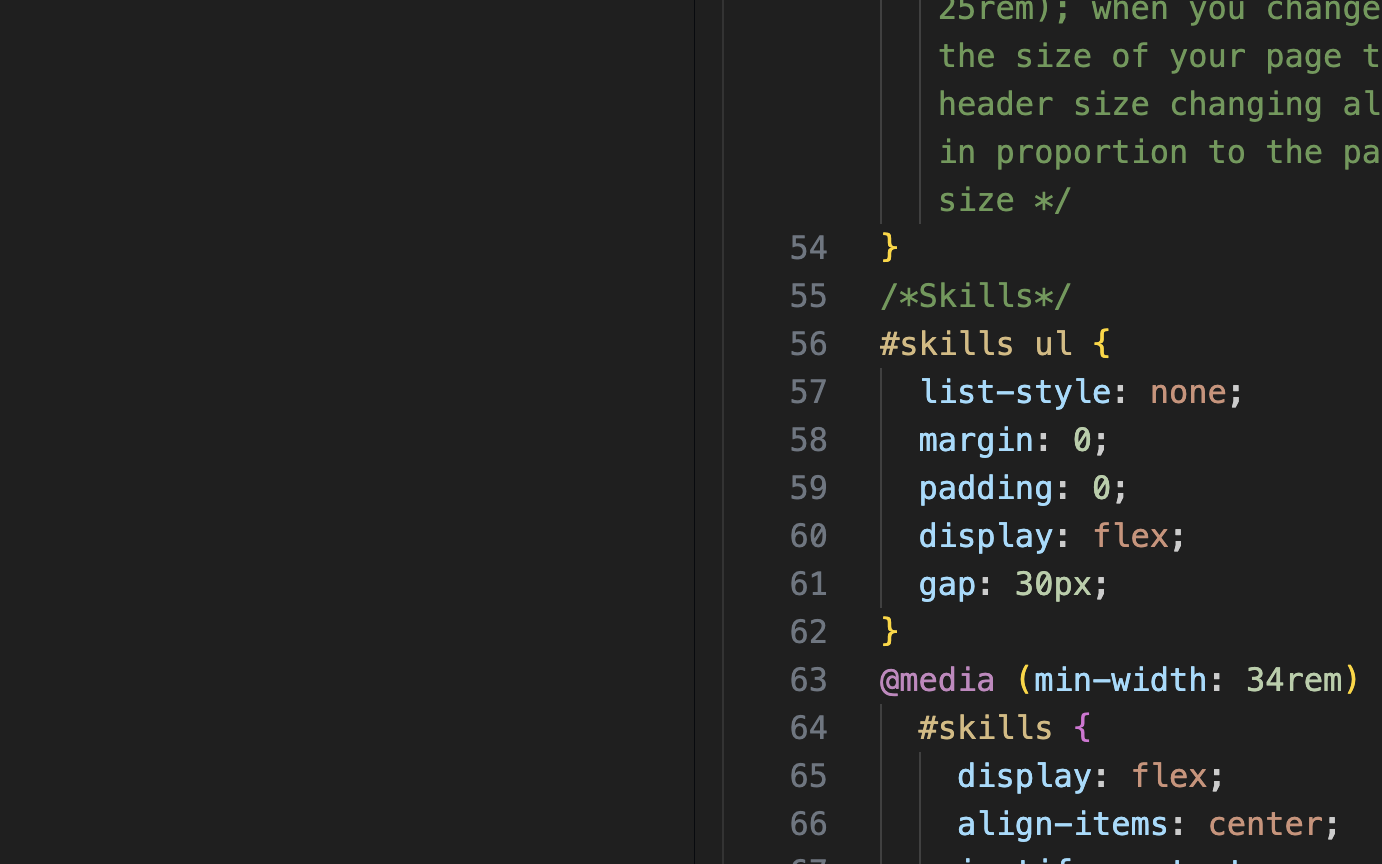 25rem); when you change
the size of your page t
header size changing al
in proportion to the pa
size */
54 }
55 /*Skills*/
56 #skills ul {
57 list-style: none;
58 margin: 0;
59 padding: 0;
60 display: flex;
61 gap: 30px;
62 }
63 @media (min-width: 34rem)
64 #skills {
65 display: flex;
66 align-items: center;